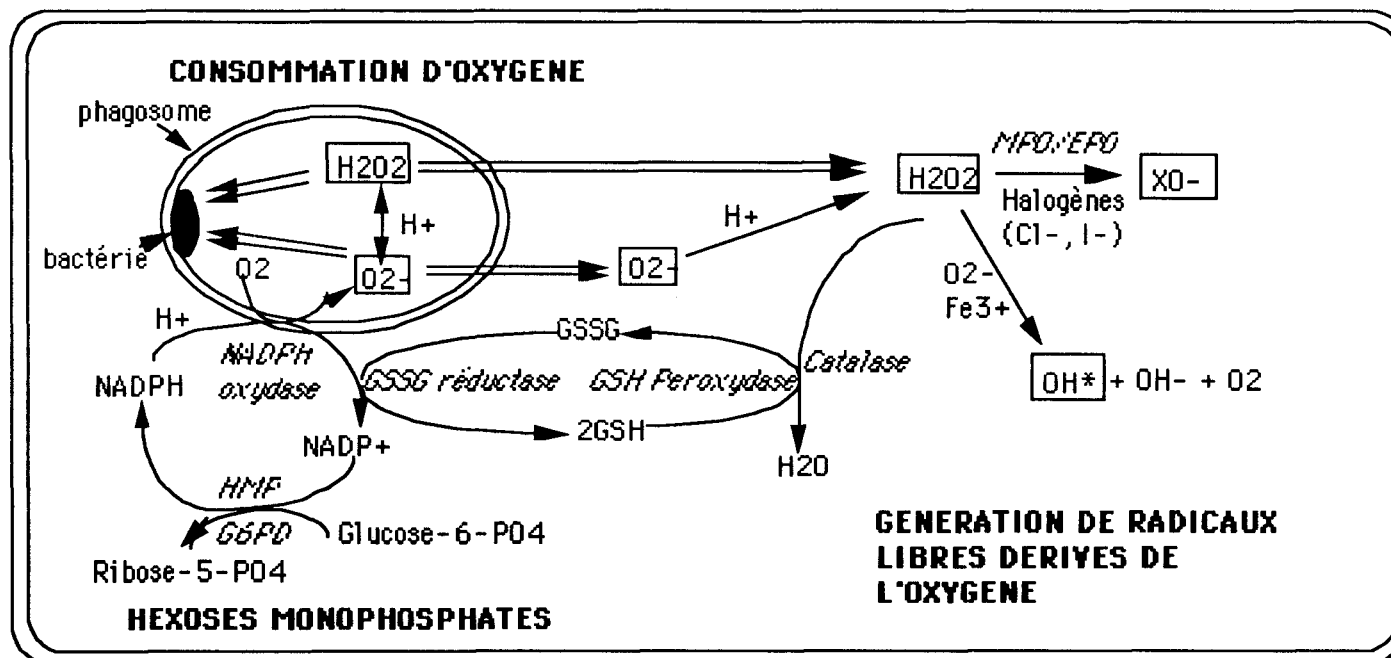 CONSOMMATION D'OXYGENE
phagosome
H2O2
H+
bactérié
O2
O2-
O2-
H+
H2O2
MPO/EPO
XO-
Halogènes
(Cl-, I-)
O2-
Fe3+
OH* + OH- + O2
H+
NADPH
NADPH
oxydase
GSSG
GSSG réductase
GSH Peroxydase
Catalase
2GSH
NADP+
H2O
HMP
G6PD
Glucose-6-PO4
Ribose-5-PO4
HEXOSES MONOPHOSPHATES
GENERATION DE RADICAUX
LIBRES DERIVES DE
L'OXYGENE